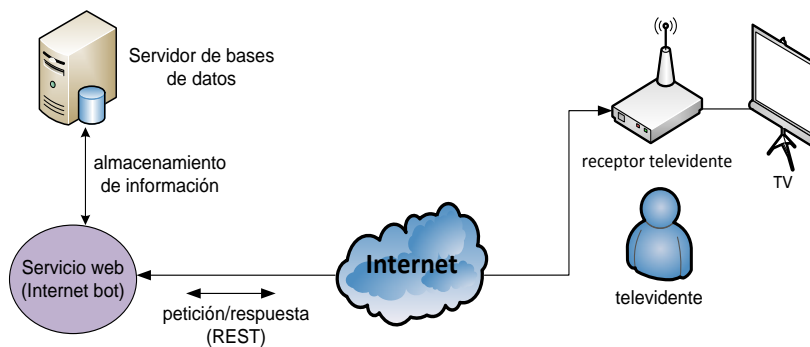 Servidor de bases
de datos
almacenamiento
de información
Servicio web
(Internet bot)
petición/respuesta
(REST)
Internet
receptor televidente
TV
televidente